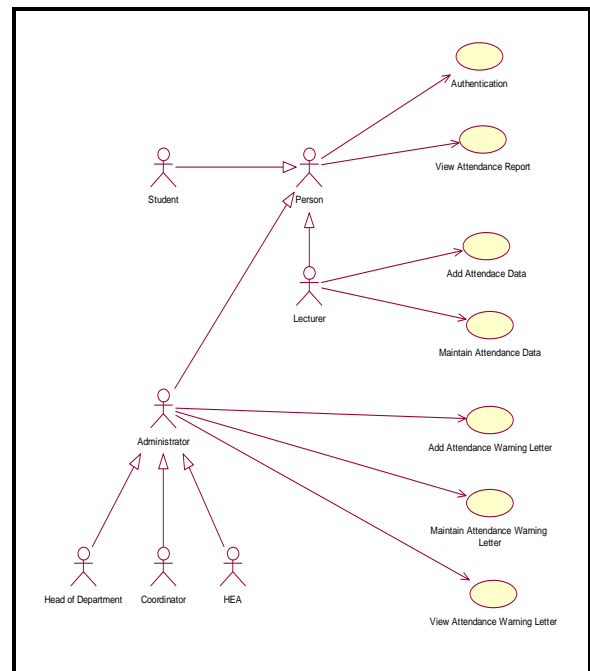 Authentication
View Attendance Report
Student
Person
Add Attendace Data
Lecturer
Maintain Attendance Data
Administrator
Add Attendance Warning Letter
Maintain Attendance Warning
Letter
Head of Department
Coordinator
HEA
View Attendance Warning Letter